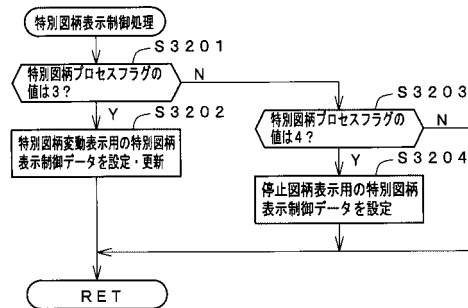 特別図柄表示制御処理
S3201
特別図柄プロセスフラグの
値は3?
N
Y
S3202
特別図柄変動表示用の特別図柄
表示制御データを設定・更新
S3203
特別図柄プロセスフラグの
値は4?
N
Y
S3204
停止図柄表示用の特別図柄
表示制御データを設定
RET